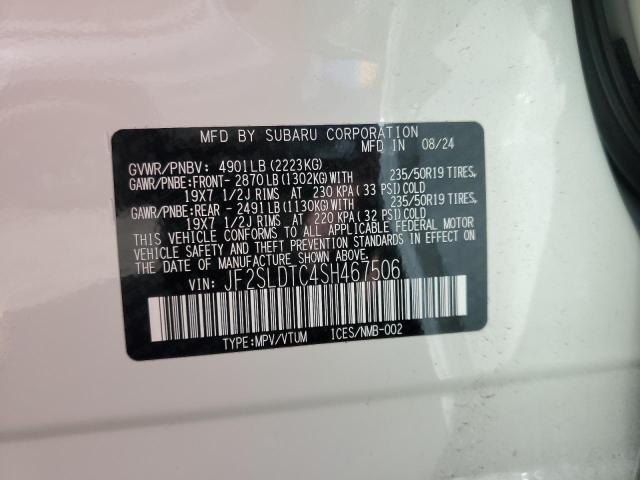 MFD BY SUBARU CORPORATION
MFD IN 08/24
GVWR/PNBV: 4901LB (2223KG)
GAWR/PNBE:FRONT- 2870LB (1302KG)WITH 235/50R19 TIRES,
19X7 1/2J RIMS AT 230 KPA (33 PSI)COLD
GAWR/PNBE:REAR - 2491LB(1130KG)WITH 235/50R19 TIRES,
19X7 1/2J RIMS AT 220 KPA (32 PSI)COLD
THIS VEHICLE CONFORMS TO ALL APPLICABLE FEDERAL MOTOR
VEHICLE SAFETY AND THEFT PREVENTION STANDARDS IN EFFECT ON
THE DATE OF MANUFACTURE SHOWN ABOVE.
VIN: JF2SLDTC4SH467506
TYPE:MPV/VTUM ICES/NMB-002